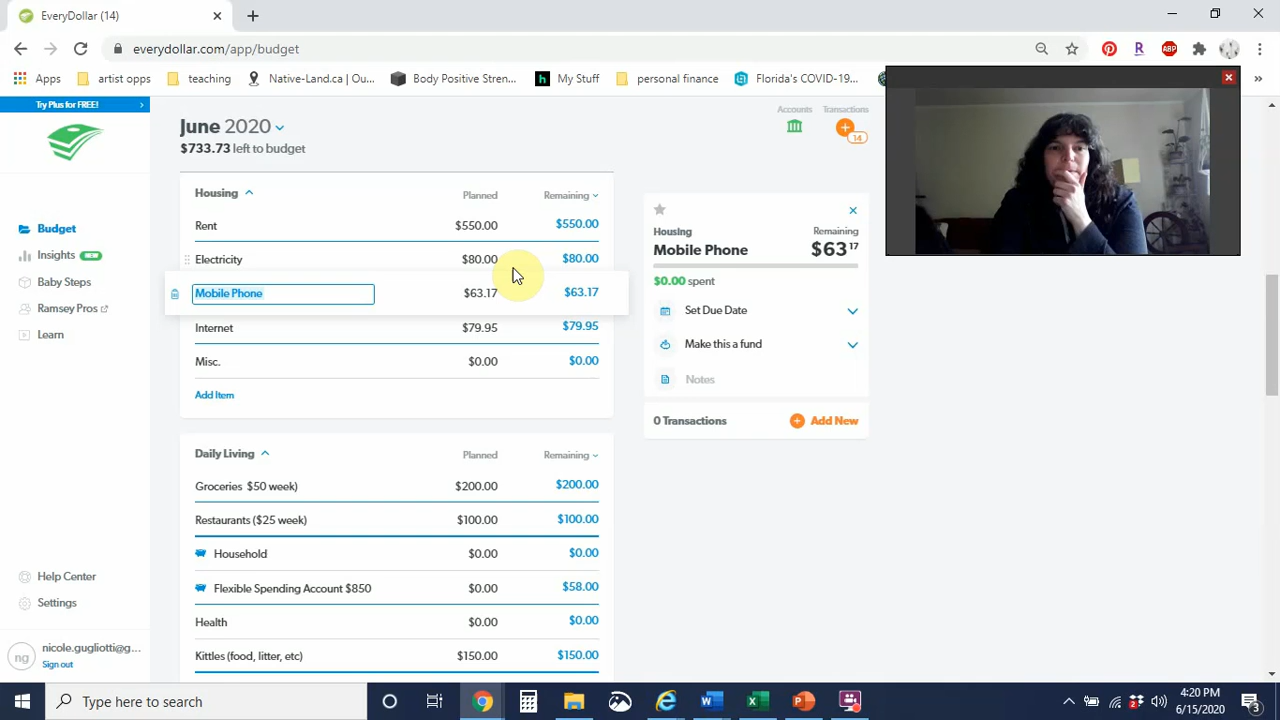 EveryDollar (14)
everydollar.com/app/budget
Apps artist opps teaching Native-Land.ca | Ou... Body Positive Stren... My Stuff personal finance Florida's COVID-19...
ABP
R
Try Plus for FREE!
June 2020
$733.73 left to budget
Accounts
Transactions
14
Budget
Insights
Baby Steps
Ramsey Pros
Learn
Help Center
Settings
ng
nicole.gugliotti@g...
Sign out
Housing Planned Remaining
Rent $550.00 $550.00
Electricity $80.00 $80.00
Mobile Phone $63.17 $63.17
Internet $79.95 $79.95
Misc. $0.00 $0.00
Add Item
Daily Living Planned Remaining
Groceries $50 week) $200.00 $200.00
Restaurants ($25 week) $100.00 $100.00
Household $0.00 $0.00
Flexible Spending Account $850 $0.00 $58.00
Health $0.00 $0.00
Kittles (food, litter, etc) $150.00 $150.00
Housing
Remaining
Mobile Phone $63 17
$0.00 spent
Set Due Date
Make this a fund
Notes
0 Transactions
Add New
Type here to search
4:20 PM
6/15/2020
3